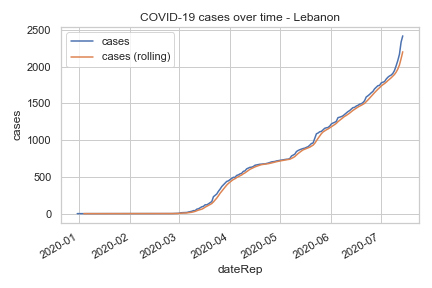 COVID-19 cases over time - Lebanon
cases
cases (rolling)
2500
2000
1500
1000
500
0
cases
2020-01
2020-02
2020-03
2020-04
2020-05
2020-06
2020-07
dateRep